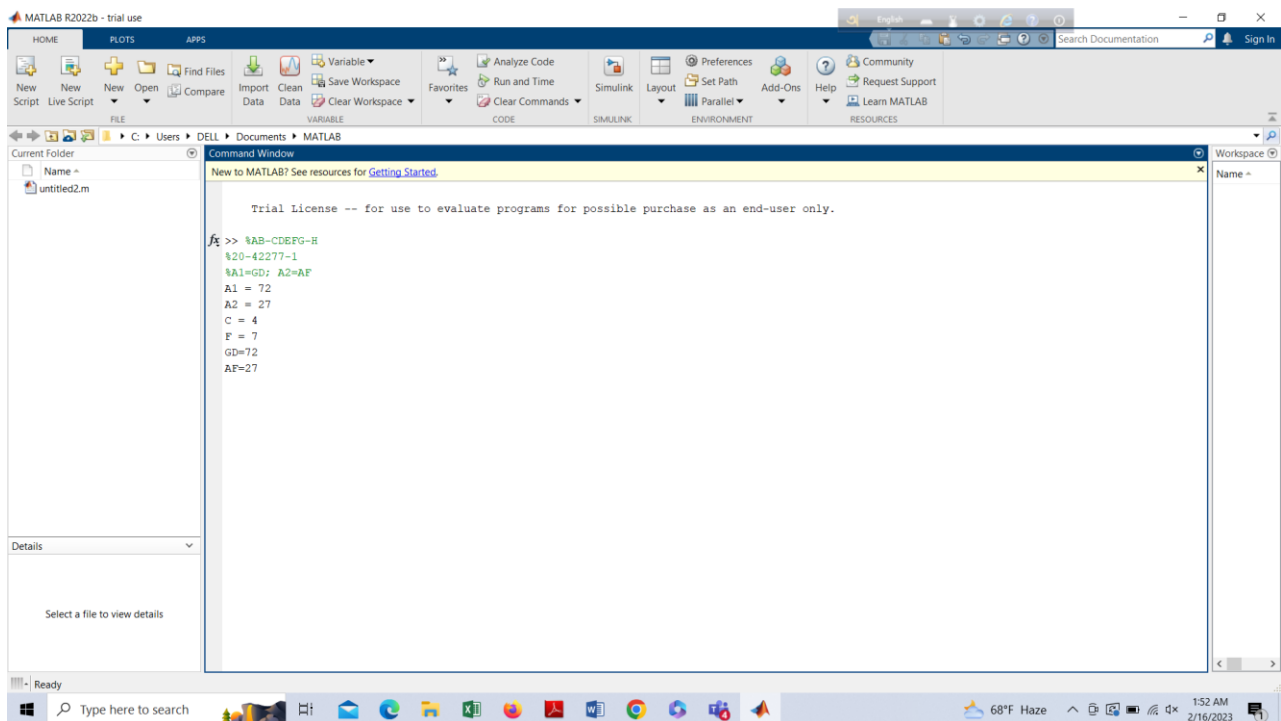 MATLAB R2022b - trial use
English
HOME PLOTS APPS
Search Documentation
Sign In
New Script
New Live Script
New
Open
Find Files
Compare
FILE
Import Data
Clean Data
Variable
Save Workspace
Clear Workspace
VARIABLE
Favorites
Analyze Code
Run and Time
Clear Commands
CODE
Simulink
SIMULINK
Layout
Preferences
Set Path
Parallel
Add-Ons
ENVIRONMENT
Help
Community
Request Support
Learn MATLAB
RESOURCES
C: Users DELL Documents MATLAB
Current Folder
Name
untitled2.m
Details
Select a file to view details
Command Window
New to MATLAB? See resources for Getting Started.
Trial License -- for use to evaluate programs for possible purchase as an end-user only.
fx >> %AB-CDEFG-H
%20-42277-1
%A1=GD; A2=AF
A1 = 72
A2 = 27
C = 4
F = 7
GD=72
AF=27
Workspace
Name
Ready
Type here to search
68°F Haze
1:52 AM
2/16/2023